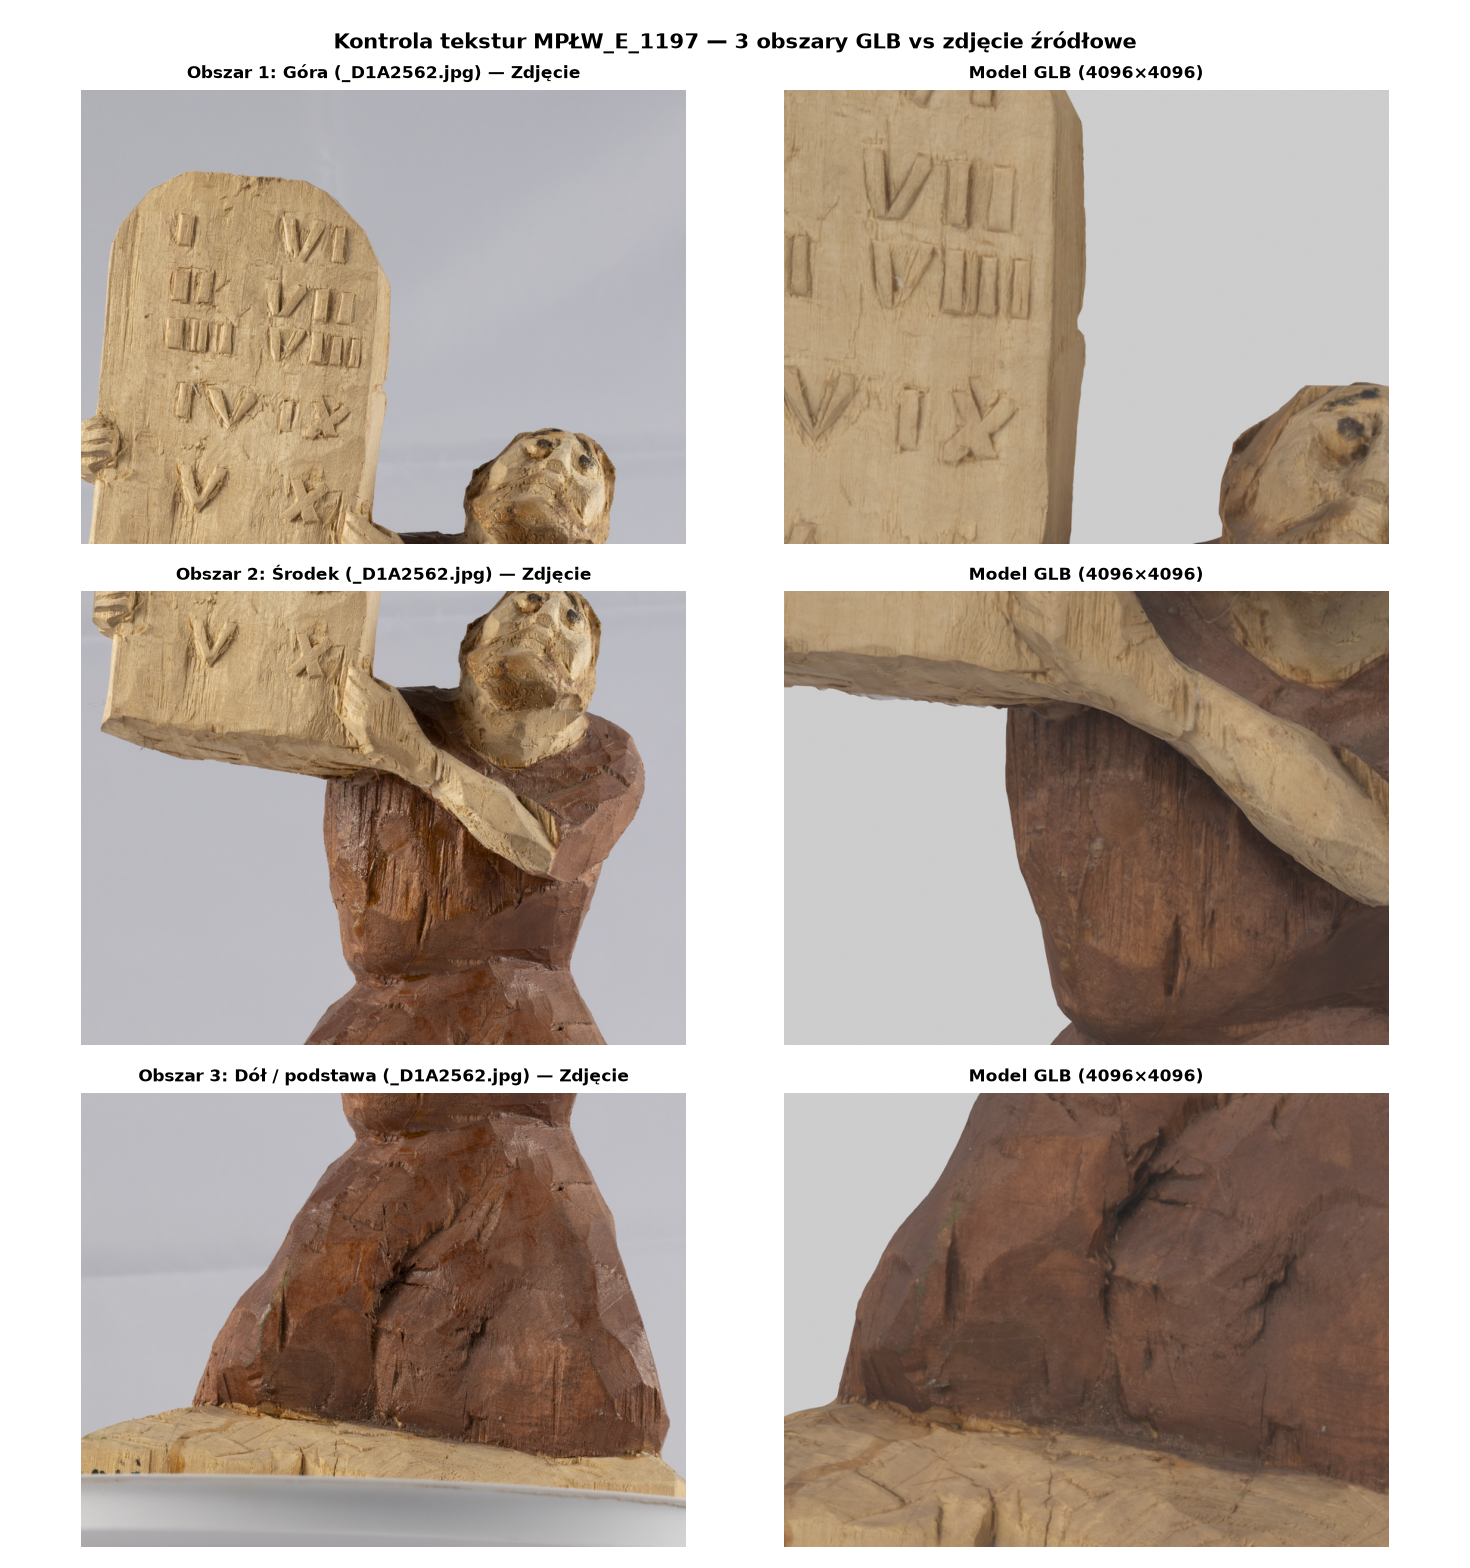 Kontrola tekstur MPŁW_E_1197 — 3 obszary GLB vs zdjęcie źródłowe
Obszar 1: Góra (_D1A2562.jpg) — Zdjęcie
Model GLB (4096×4096)
I VI
II VII
IIII VIII
IV IX
V X
VI
VII
VIII
V IX
Obszar 2: Środek (_D1A2562.jpg) — Zdjęcie
Model GLB (4096×4096)
V X
Obszar 3: Dół / podstawa (_D1A2562.jpg) — Zdjęcie
Model GLB (4096×4096)